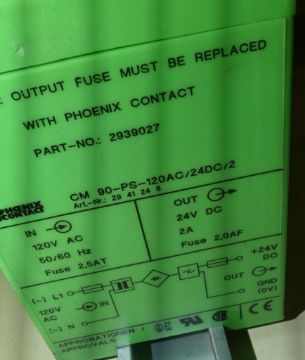 : OUTPUT FUSE MUST BE REPLACED
WITH PHOENIX CONTACT
PART-NO.: 2939027
PHOENIX
CONTACT
CM 90-PS-120AC/24DC/2
Art.-Nr.: 29 41 24 8
IN
120V AC
50/60 Hz
Fuse 2,5AT
OUT
24V DC
2A
Fuse 2,0AF
(~) L1
120V
AC
IN
(~) N
+24V
DC
OUT
GND
(0V)
APPROBATIONEN /
APPROVALS
UL
CE